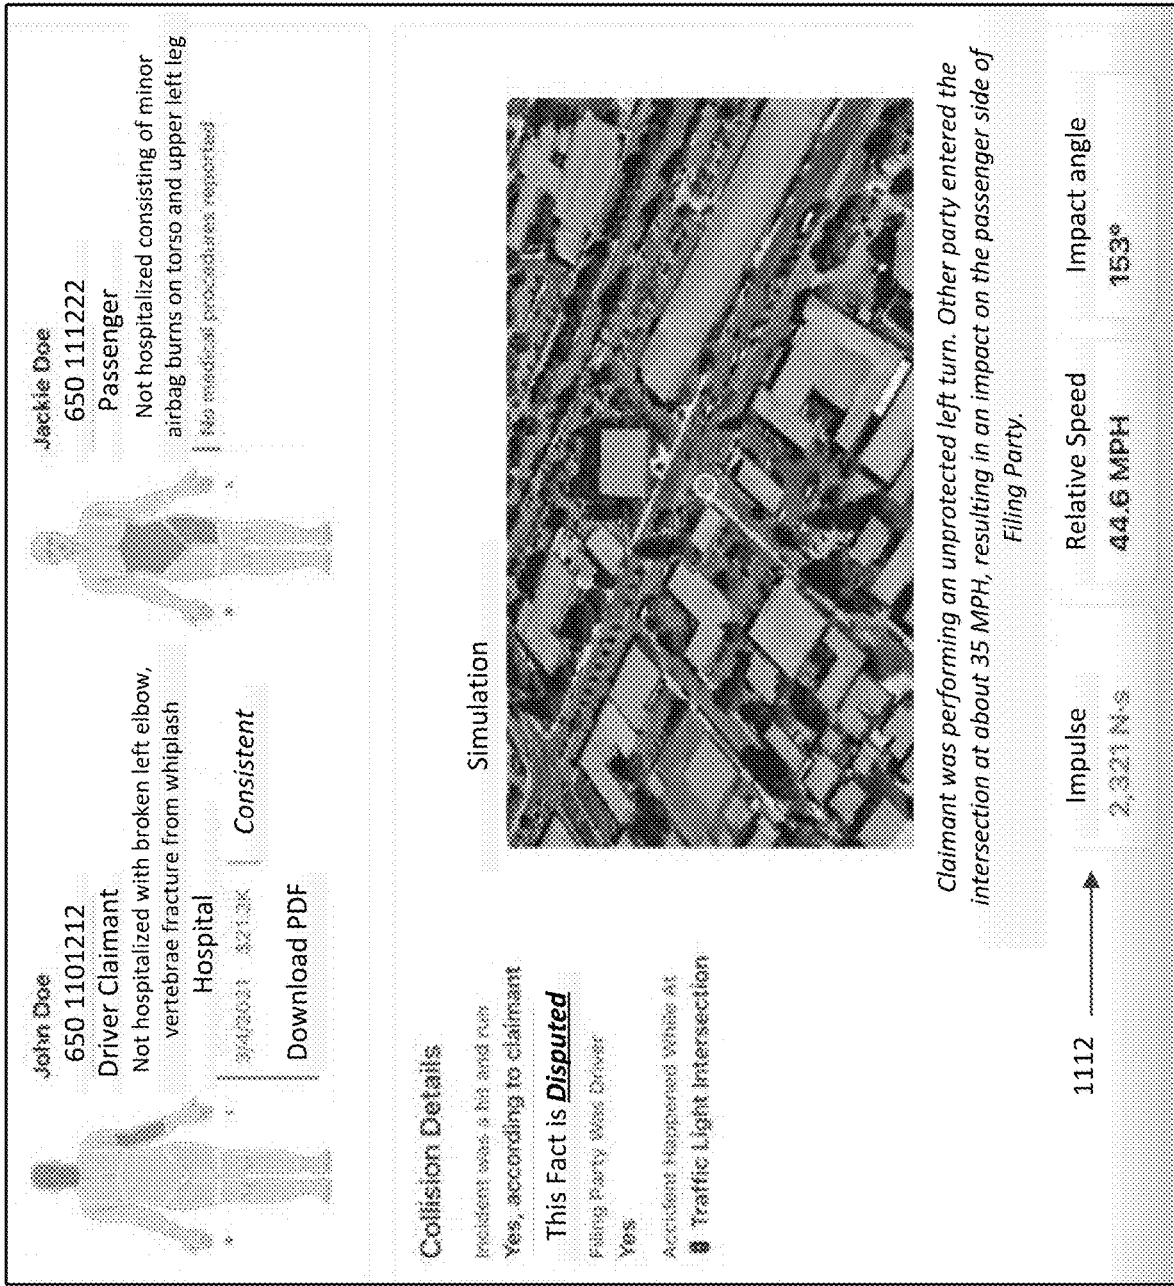 John Doe
650 1101212
Driver Claimant
Not hospitalized with broken left elbow,
vertebrae fracture from whiplash
Hospital
3/4/2021 $21.2K Consistent
Download PDF
Jackie Doe
650 111222
Passenger
Not hospitalized consisting of minor
airbag burns on torso and upper left leg
No medical procedures reported
Collision Details
Incident was a hit and run
Yes, according to claimant
This Fact is Disputed
Filing Party Was Driver
Yes
Accident Happened While At
Traffic Light Intersection
Simulation
Claimant was performing an unprotected left turn. Other party entered the
intersection at about 35 MPH, resulting in an impact on the passenger side of
Filing Party.
1112
Impulse
2,321 N·s
Relative Speed
44.6 MPH
Impact angle
153°